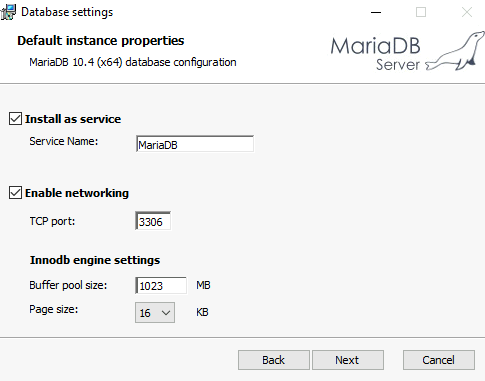 Database settings
Default instance properties
MariaDB 10.4 (x64) database configuration
MariaDB
Server
Install as service
Service Name: MariaDB
Enable networking
TCP port: 3306
Innodb engine settings
Buffer pool size: 1023 MB
Page size: 16 KB
Back Next Cancel